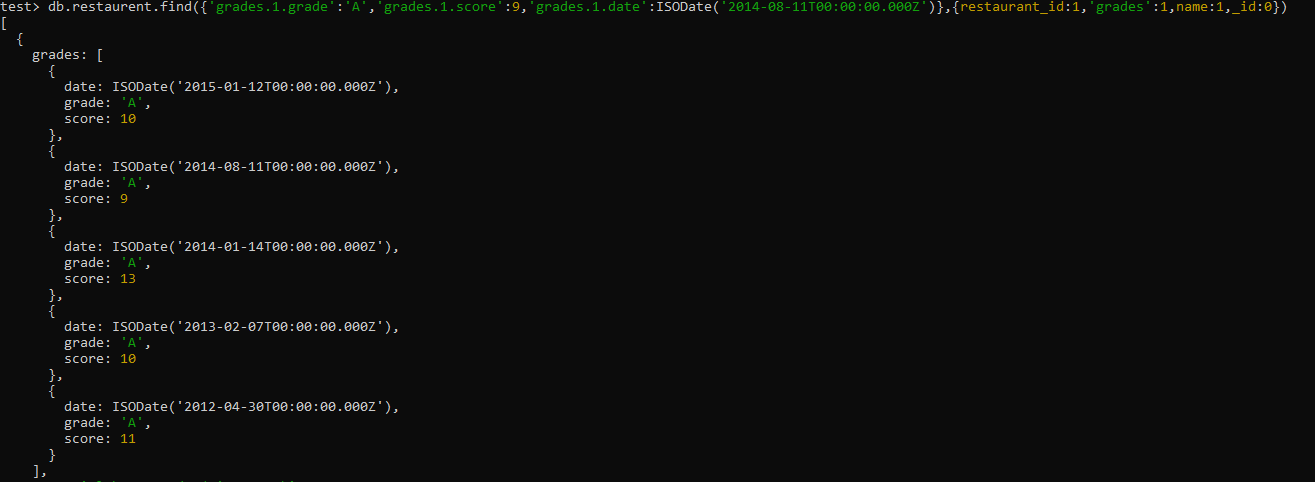 test> db.restaurent.find({'grades.1.grade':'A','grades.1.score':9,'grades.1.date':ISODate('2014-08-11T00:00:00.000Z')},{restaurant_id:1,'grades':1,name:1,_id:0})
[
  {
    grades: [
      {
        date: ISODate('2015-01-12T00:00:00.000Z'),
        grade: 'A',
        score: 10
      },
      {
        date: ISODate('2014-08-11T00:00:00.000Z'),
        grade: 'A',
        score: 9
      },
      {
        date: ISODate('2014-01-14T00:00:00.000Z'),
        grade: 'A',
        score: 13
      },
      {
        date: ISODate('2013-02-07T00:00:00.000Z'),
        grade: 'A',
        score: 10
      },
      {
        date: ISODate('2012-04-30T00:00:00.000Z'),
        grade: 'A',
        score: 11
      }
    ],